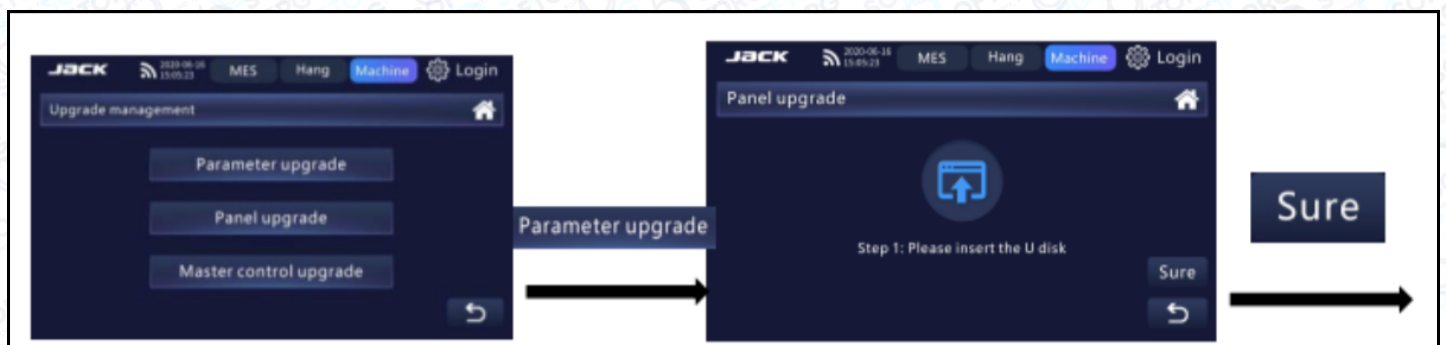 JACK 2020-06-16 15:05:23 MES Hang Machine Login
Upgrade management
Parameter upgrade
Panel upgrade
Master control upgrade
Parameter upgrade
JACK 2020-06-16 15:05:23 MES Hang Machine Login
Panel upgrade
Step 1: Please insert the U disk
Sure
Sure